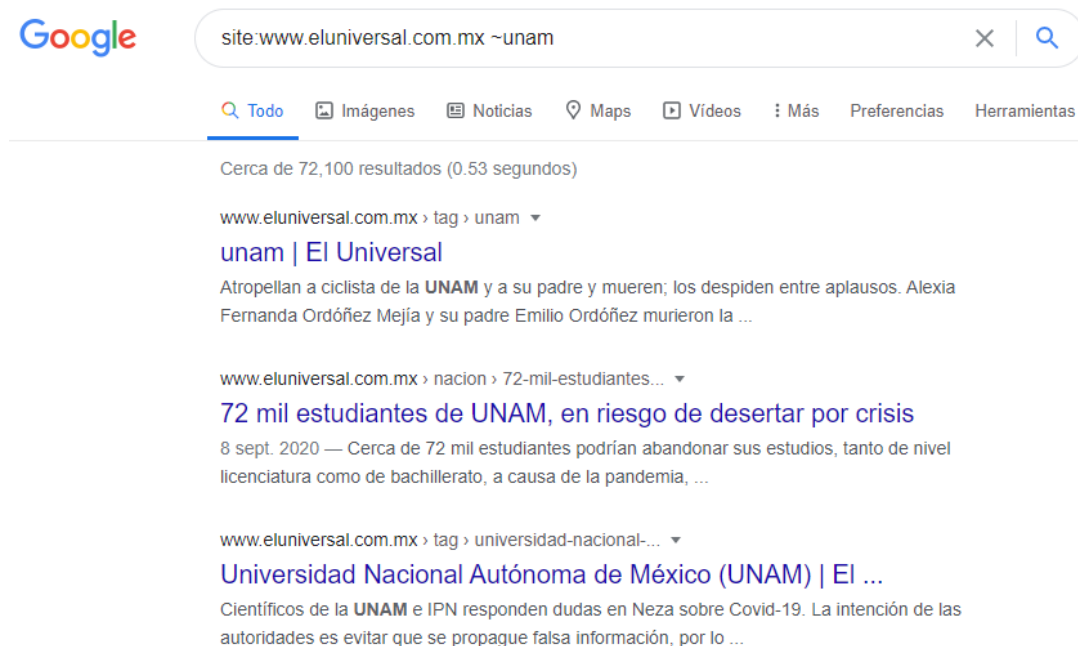 Google
site:www.eluniversal.com.mx ~unam
Todo Imágenes Noticias Maps Vídeos Más Preferencias Herramientas
Cerca de 72,100 resultados (0.53 segundos)
www.eluniversal.com.mx › tag › unam
unam | El Universal
Atropellan a ciclista de la UNAM y a su padre y mueren; los despiden entre aplausos. Alexia
Fernanda Ordóñez Mejía y su padre Emilio Ordóñez murieron la ...
www.eluniversal.com.mx › nacion › 72-mil-estudiantes...
72 mil estudiantes de UNAM, en riesgo de desertar por crisis
8 sept. 2020 — Cerca de 72 mil estudiantes podrían abandonar sus estudios, tanto de nivel
licenciatura como de bachillerato, a causa de la pandemia, ...
www.eluniversal.com.mx › tag › universidad-nacional-...
Universidad Nacional Autónoma de México (UNAM) | El ...
Científicos de la UNAM e IPN responden dudas en Neza sobre Covid-19. La intención de las
autoridades es evitar que se propague falsa información, por lo ...